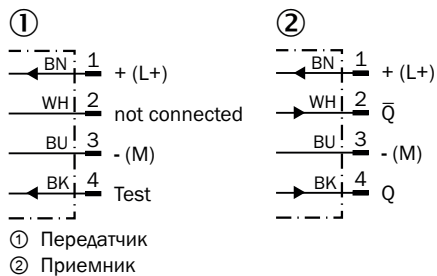 ① ②
BN 1 + (L+) BN 1 + (L+)
WH 2 not connected WH 2 Q̅
BU 3 - (M) BU 3 - (M)
BK 4 Test BK 4 Q
① Передатчик
② Приемник